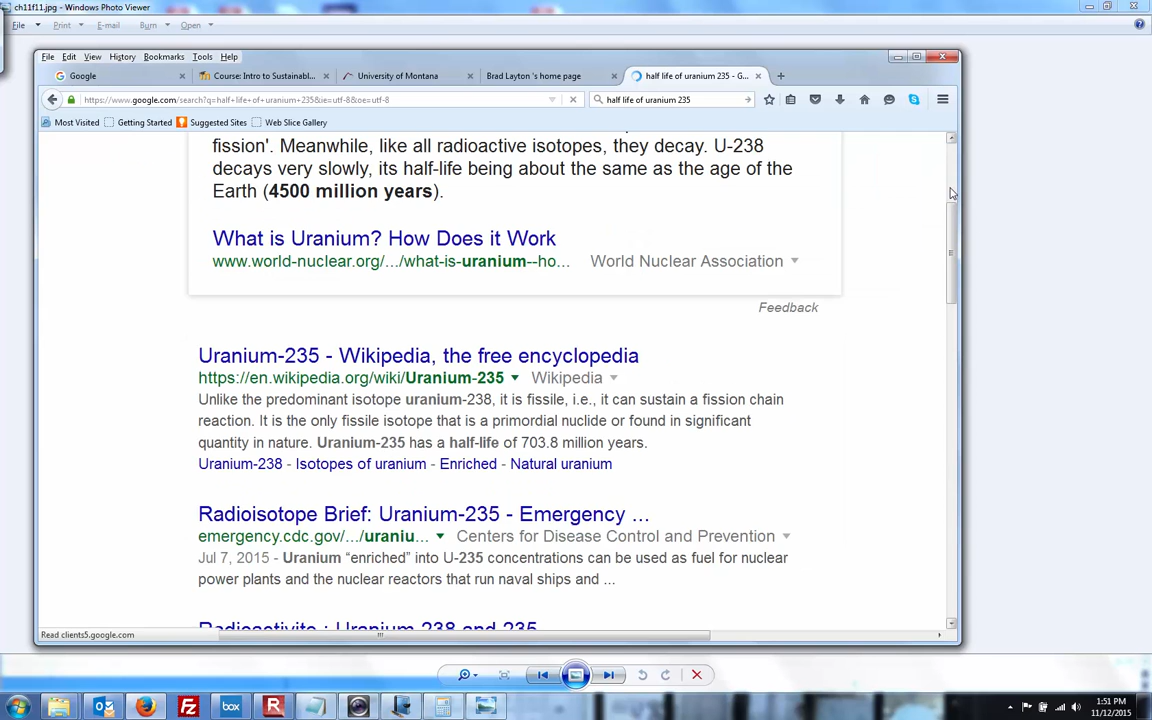 ch11f11.jpg - Windows Photo Viewer
File Print E-mail Burn Open
File Edit View History Bookmarks Tools Help
Google Course: Intro to Sustainabl... University of Montana Brad Layton 's home page half life of uranium 235 - G...
https://www.google.com/search?q=half+life+of+uranium+235&ie=utf-8&oe=utf-8 half life of uranium 235
Most Visited Getting Started Suggested Sites Web Slice Gallery
fission'. Meanwhile, like all radioactive isotopes, they decay. U-238
decays very slowly, its half-life being about the same as the age of the
Earth (4500 million years).
What is Uranium? How Does it Work
www.world-nuclear.org/.../what-is-uranium--ho... World Nuclear Association
Feedback
Uranium-235 - Wikipedia, the free encyclopedia
https://en.wikipedia.org/wiki/Uranium-235 Wikipedia
Unlike the predominant isotope uranium-238, it is fissile, i.e., it can sustain a fission chain
reaction. It is the only fissile isotope that is a primordial nuclide or found in significant
quantity in nature. Uranium-235 has a half-life of 703.8 million years.
Uranium-238 - Isotopes of uranium - Enriched - Natural uranium
Radioisotope Brief: Uranium-235 - Emergency ...
emergency.cdc.gov/.../uraniu... Centers for Disease Control and Prevention
Jul 7, 2015 - Uranium “enriched” into U-235 concentrations can be used as fuel for nuclear
power plants and the nuclear reactors that run naval ships and ...
Radioactivite : Uranium 238 and 235
Read clients5.google.com
box
1:51 PM
11/12/2015